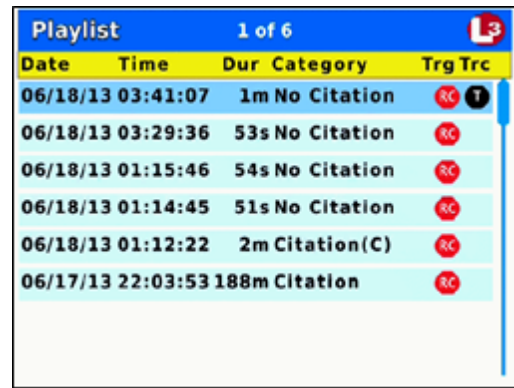 Playlist 1 of 6 L3
Date Time Dur Category Trg Trc
06/18/13 03:41:07 1m No Citation RC T
06/18/13 03:29:36 53s No Citation RC
06/18/13 01:15:46 54s No Citation RC
06/18/13 01:14:45 51s No Citation RC
06/18/13 01:12:22 2m Citation(C) RC
06/17/13 22:03:53 188m Citation RC